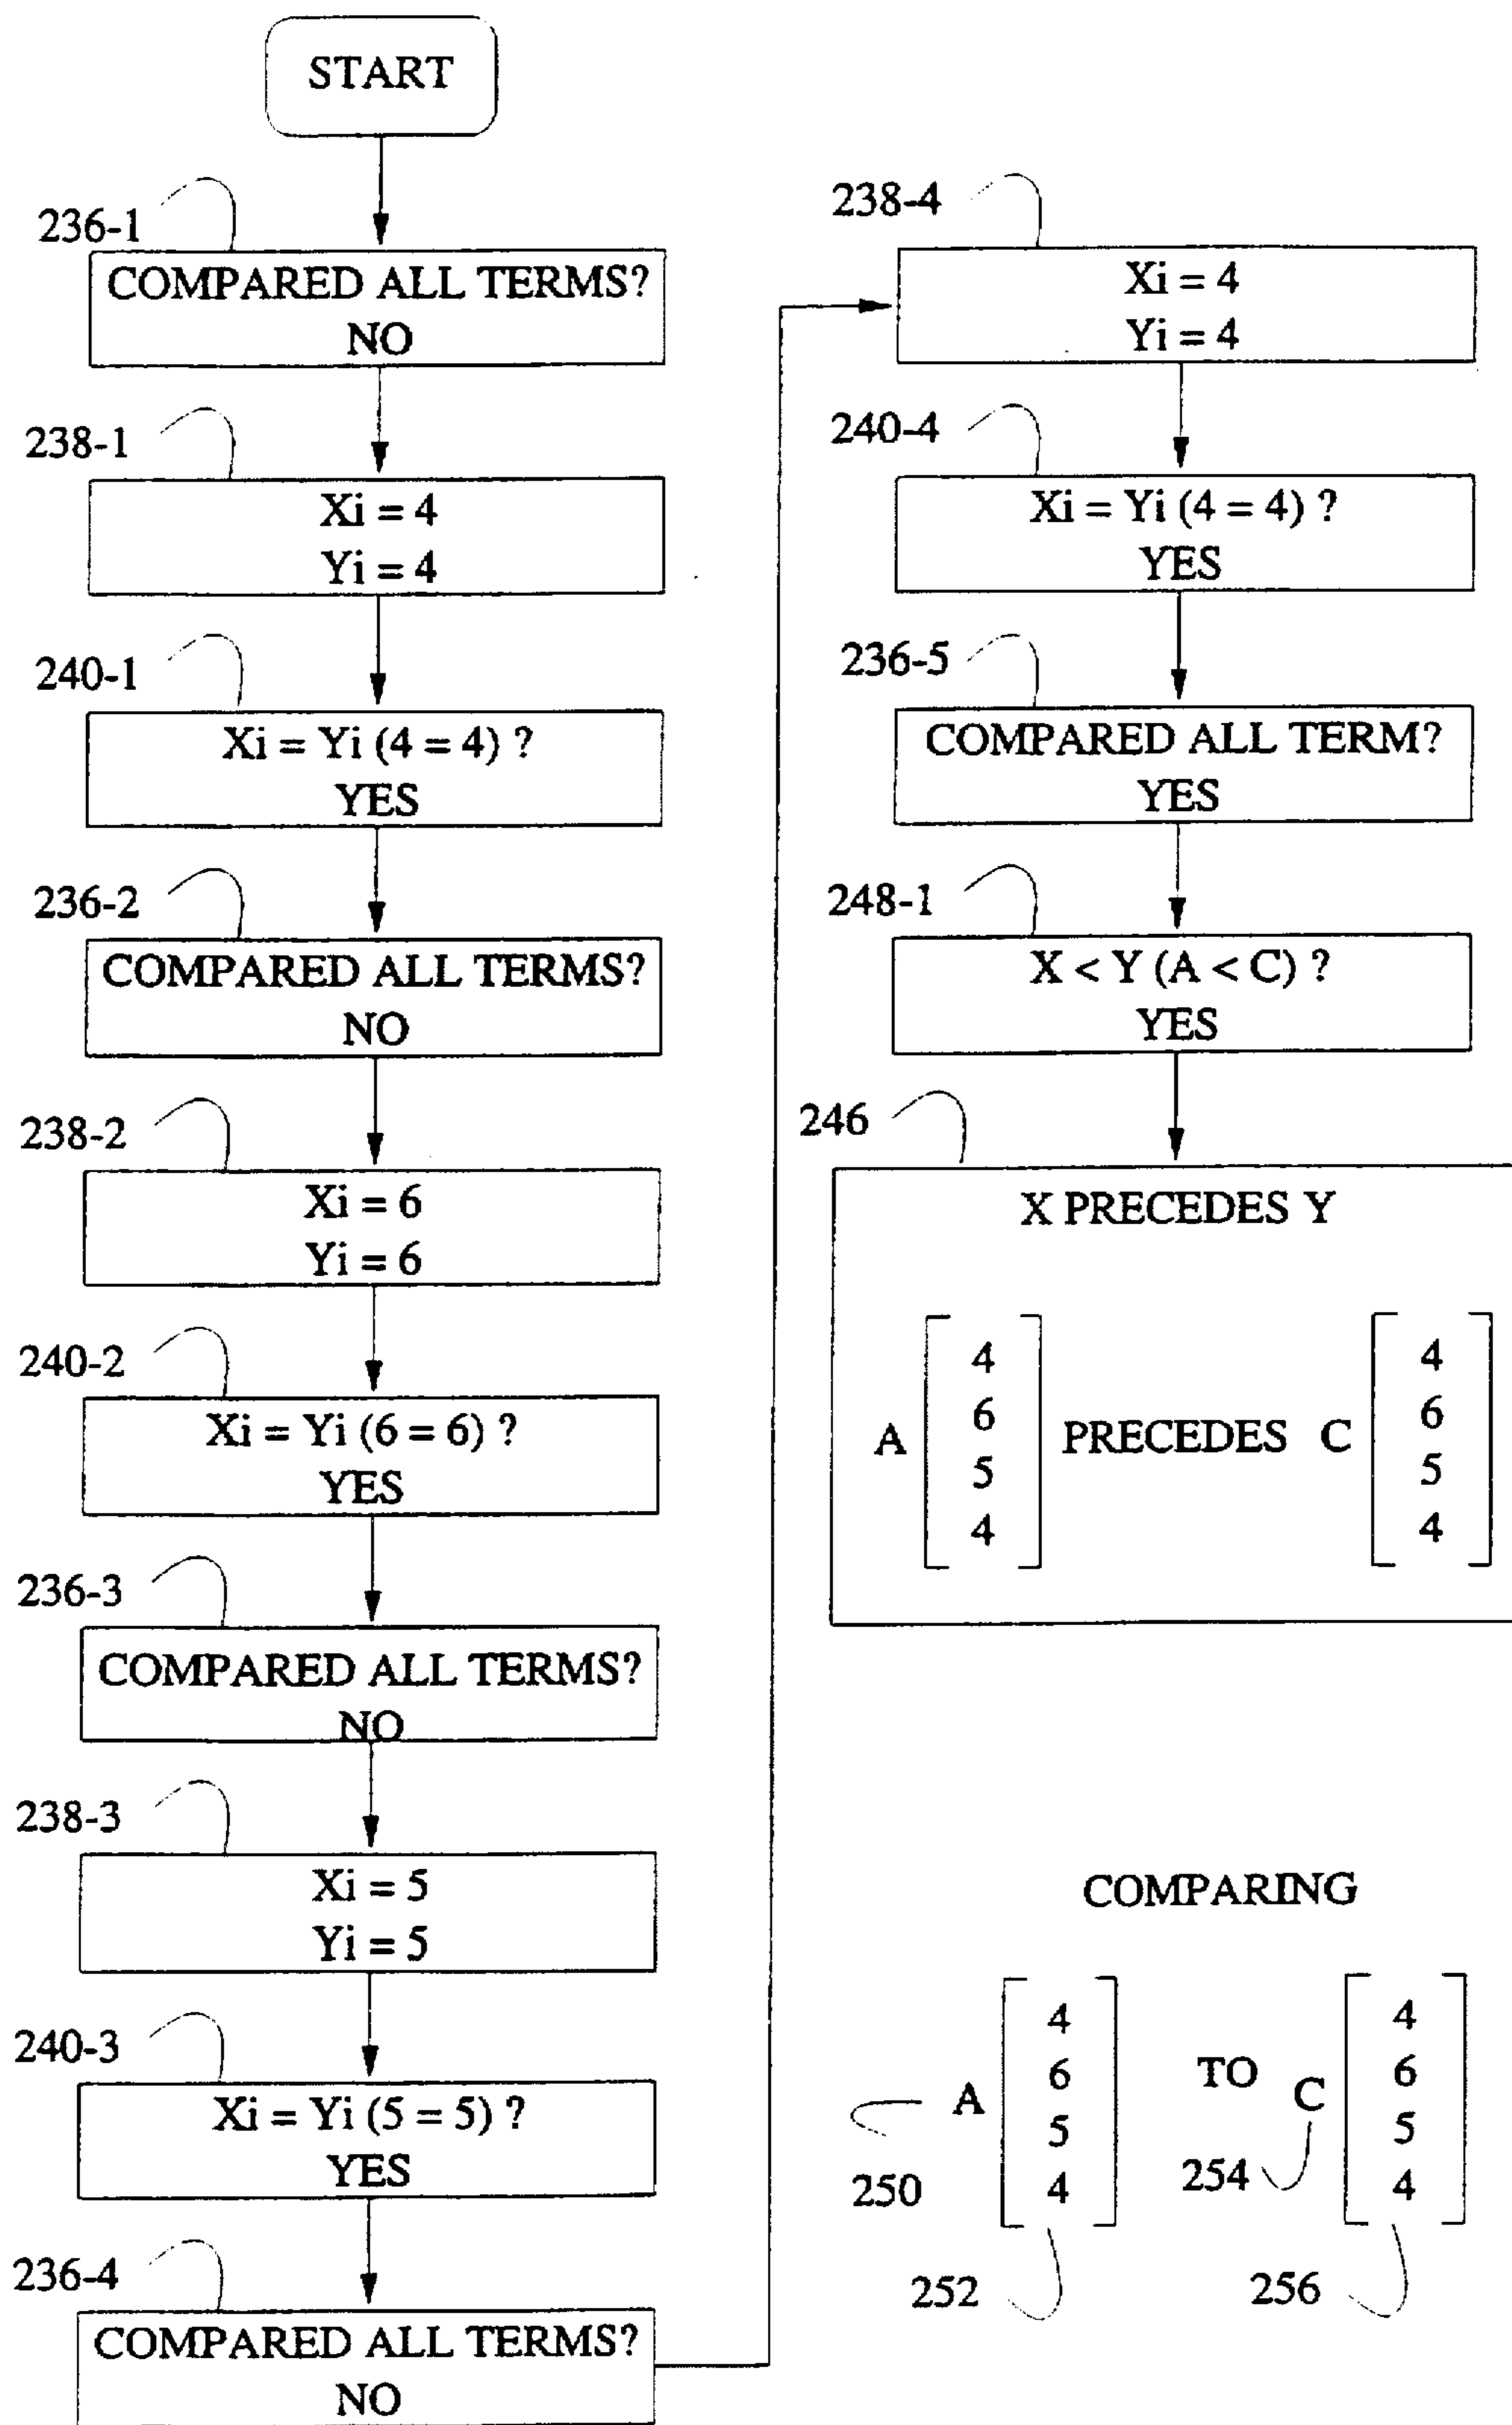 START
236-1
COMPARED ALL TERMS?
NO
238-1
Xi = 4
Yi = 4
240-1
Xi = Yi (4 = 4) ?
YES
236-2
COMPARED ALL TERMS?
NO
238-2
Xi = 6
Yi = 6
240-2
Xi = Yi (6 = 6) ?
YES
236-3
COMPARED ALL TERMS?
NO
238-3
Xi = 5
Yi = 5
240-3
Xi = Yi (5 = 5) ?
YES
236-4
COMPARED ALL TERMS?
NO
238-4
Xi = 4
Yi = 4
240-4
Xi = Yi (4 = 4) ?
YES
236-5
COMPARED ALL TERM?
YES
248-1
X < Y (A < C) ?
YES
246
X PRECEDES Y
4 4
6 6
A PRECEDES C
5 5
4 4
COMPARING
4 4
6 TO 6
A C
5 5
4 4
250 254
252 256